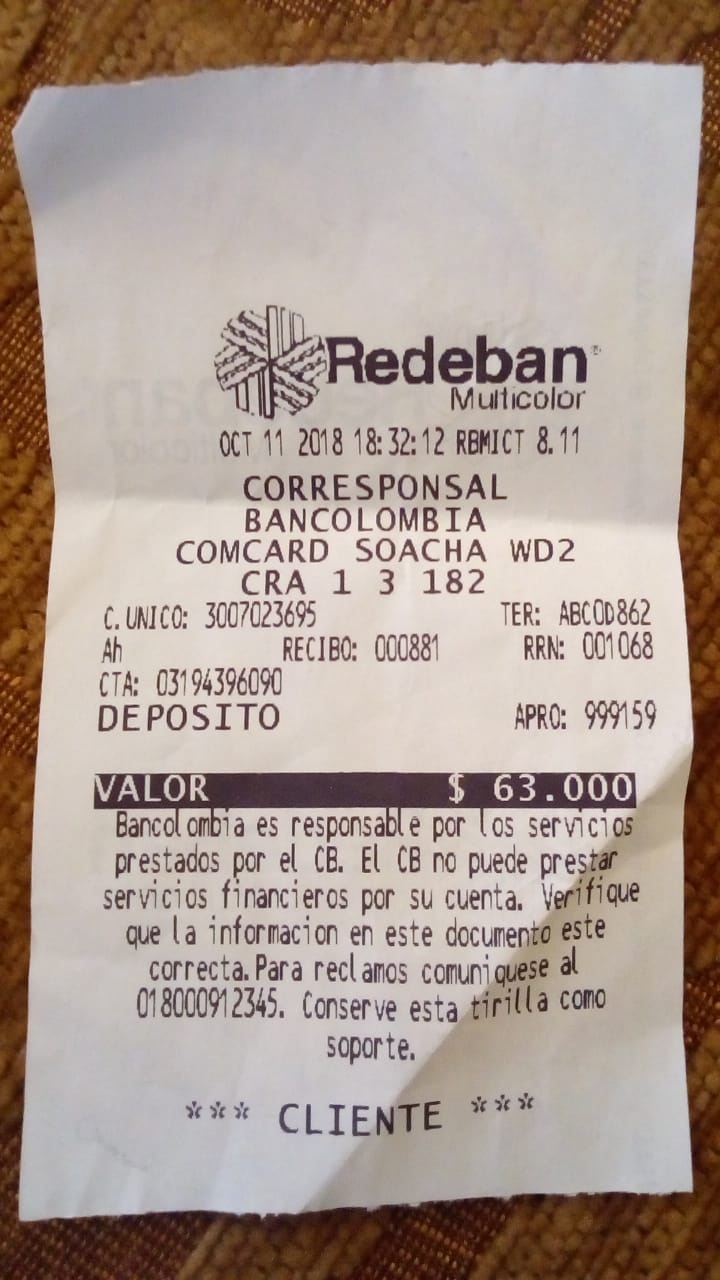 Redeban®
Multicolor
OCT 11 2018 18:32:12 RBMICT 8.11
CORRESPONSAL
BANCOLOMBIA
COMCARD SOACHA WD2
CRA 1 3 182
C. UNICO: 3007023695 TER: ABCOD862
Ah RECIBO: 000881 RRN: 001068
CTA: 03194396090
DEPOSITO APRO: 999159
VALOR $ 63.000
Bancolombia es responsable por los servicios
prestados por el CB. El CB no puede prestar
servicios financieros por su cuenta. Verifique
que la informacion en este documento este
correcta.Para reclamos comuniquese al
018000912345. Conserve esta tirilla como
soporte.
*** CLIENTE ***